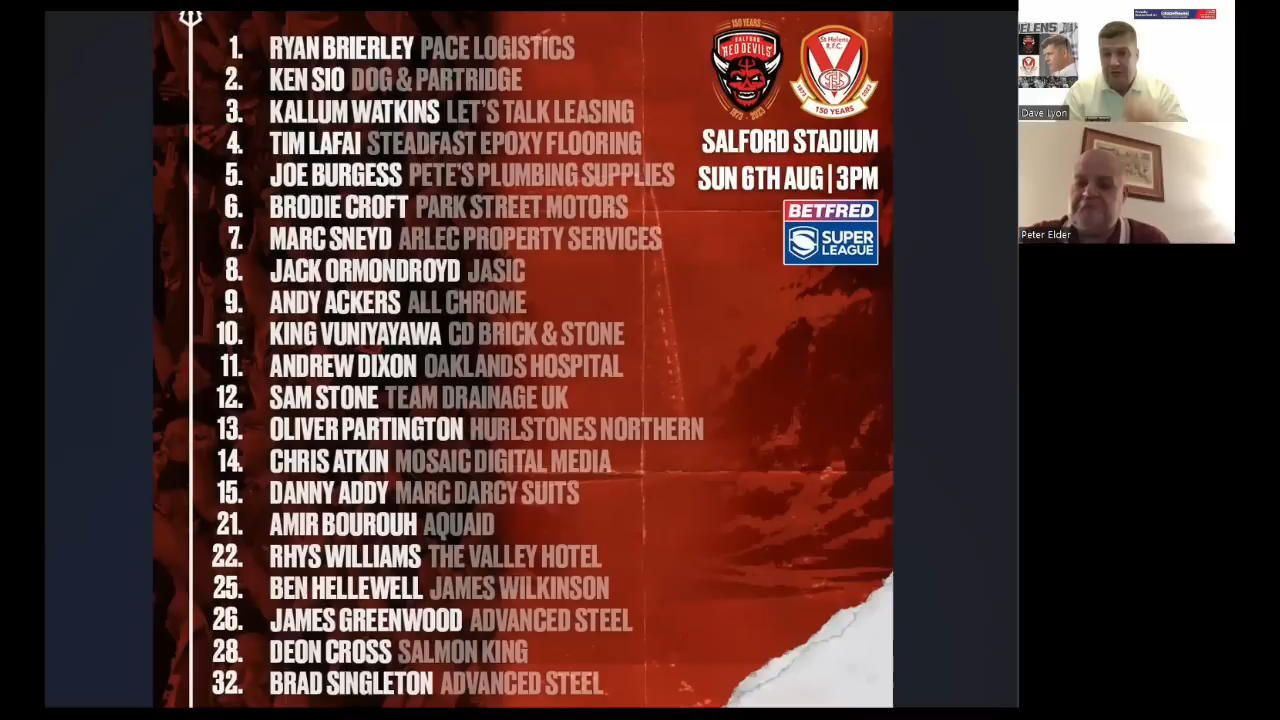 1. RYAN BRIERLEY PACE LOGISTICS
2. KEN SIO DOG & PARTRIDGE
3. KALLUM WATKINS LET'S TALK LEASING
4. TIM LAFAI STEADFAST EPOXY FLOORING
5. JOE BURGESS PETE'S PLUMBING SUPPLIES
6. BRODIE CROFT PARK STREET MOTORS
7. MARC SNEYD ARLEC PROPERTY SERVICES
8. JACK ORMONDROYD JASIC
9. ANDY ACKERS ALL CHROME
10. KING VUNIYAYAWA CD BRICK & STONE
11. ANDREW DIXON OAKLANDS HOSPITAL
12. SAM STONE TEAM DRAINAGE UK
13. OLIVER PARTINGTON HURLSTONES NORTHERN
14. CHRIS ATKIN MOSAIC DIGITAL MEDIA
15. DANNY ADDY MARC DARCY SUITS
21. AMIR BOUROUH AQUAID
22. RHYS WILLIAMS THE VALLEY HOTEL
25. BEN HELLEWELL JAMES WILKINSON
26. JAMES GREENWOOD ADVANCED STEEL
28. DEON CROSS SALMON KING
32. BRAD SINGLETON ADVANCED STEEL
150 YEARS
SALFORD
RED DEVILS
1873 - 2023
St Helens
R.F.C.
1873
2023
150 YEARS
SALFORD STADIUM
SUN 6TH AUG | 3PM
BETFRED
SUPER
LEAGUE
HELENS
Dave Lyon
Peter Elder